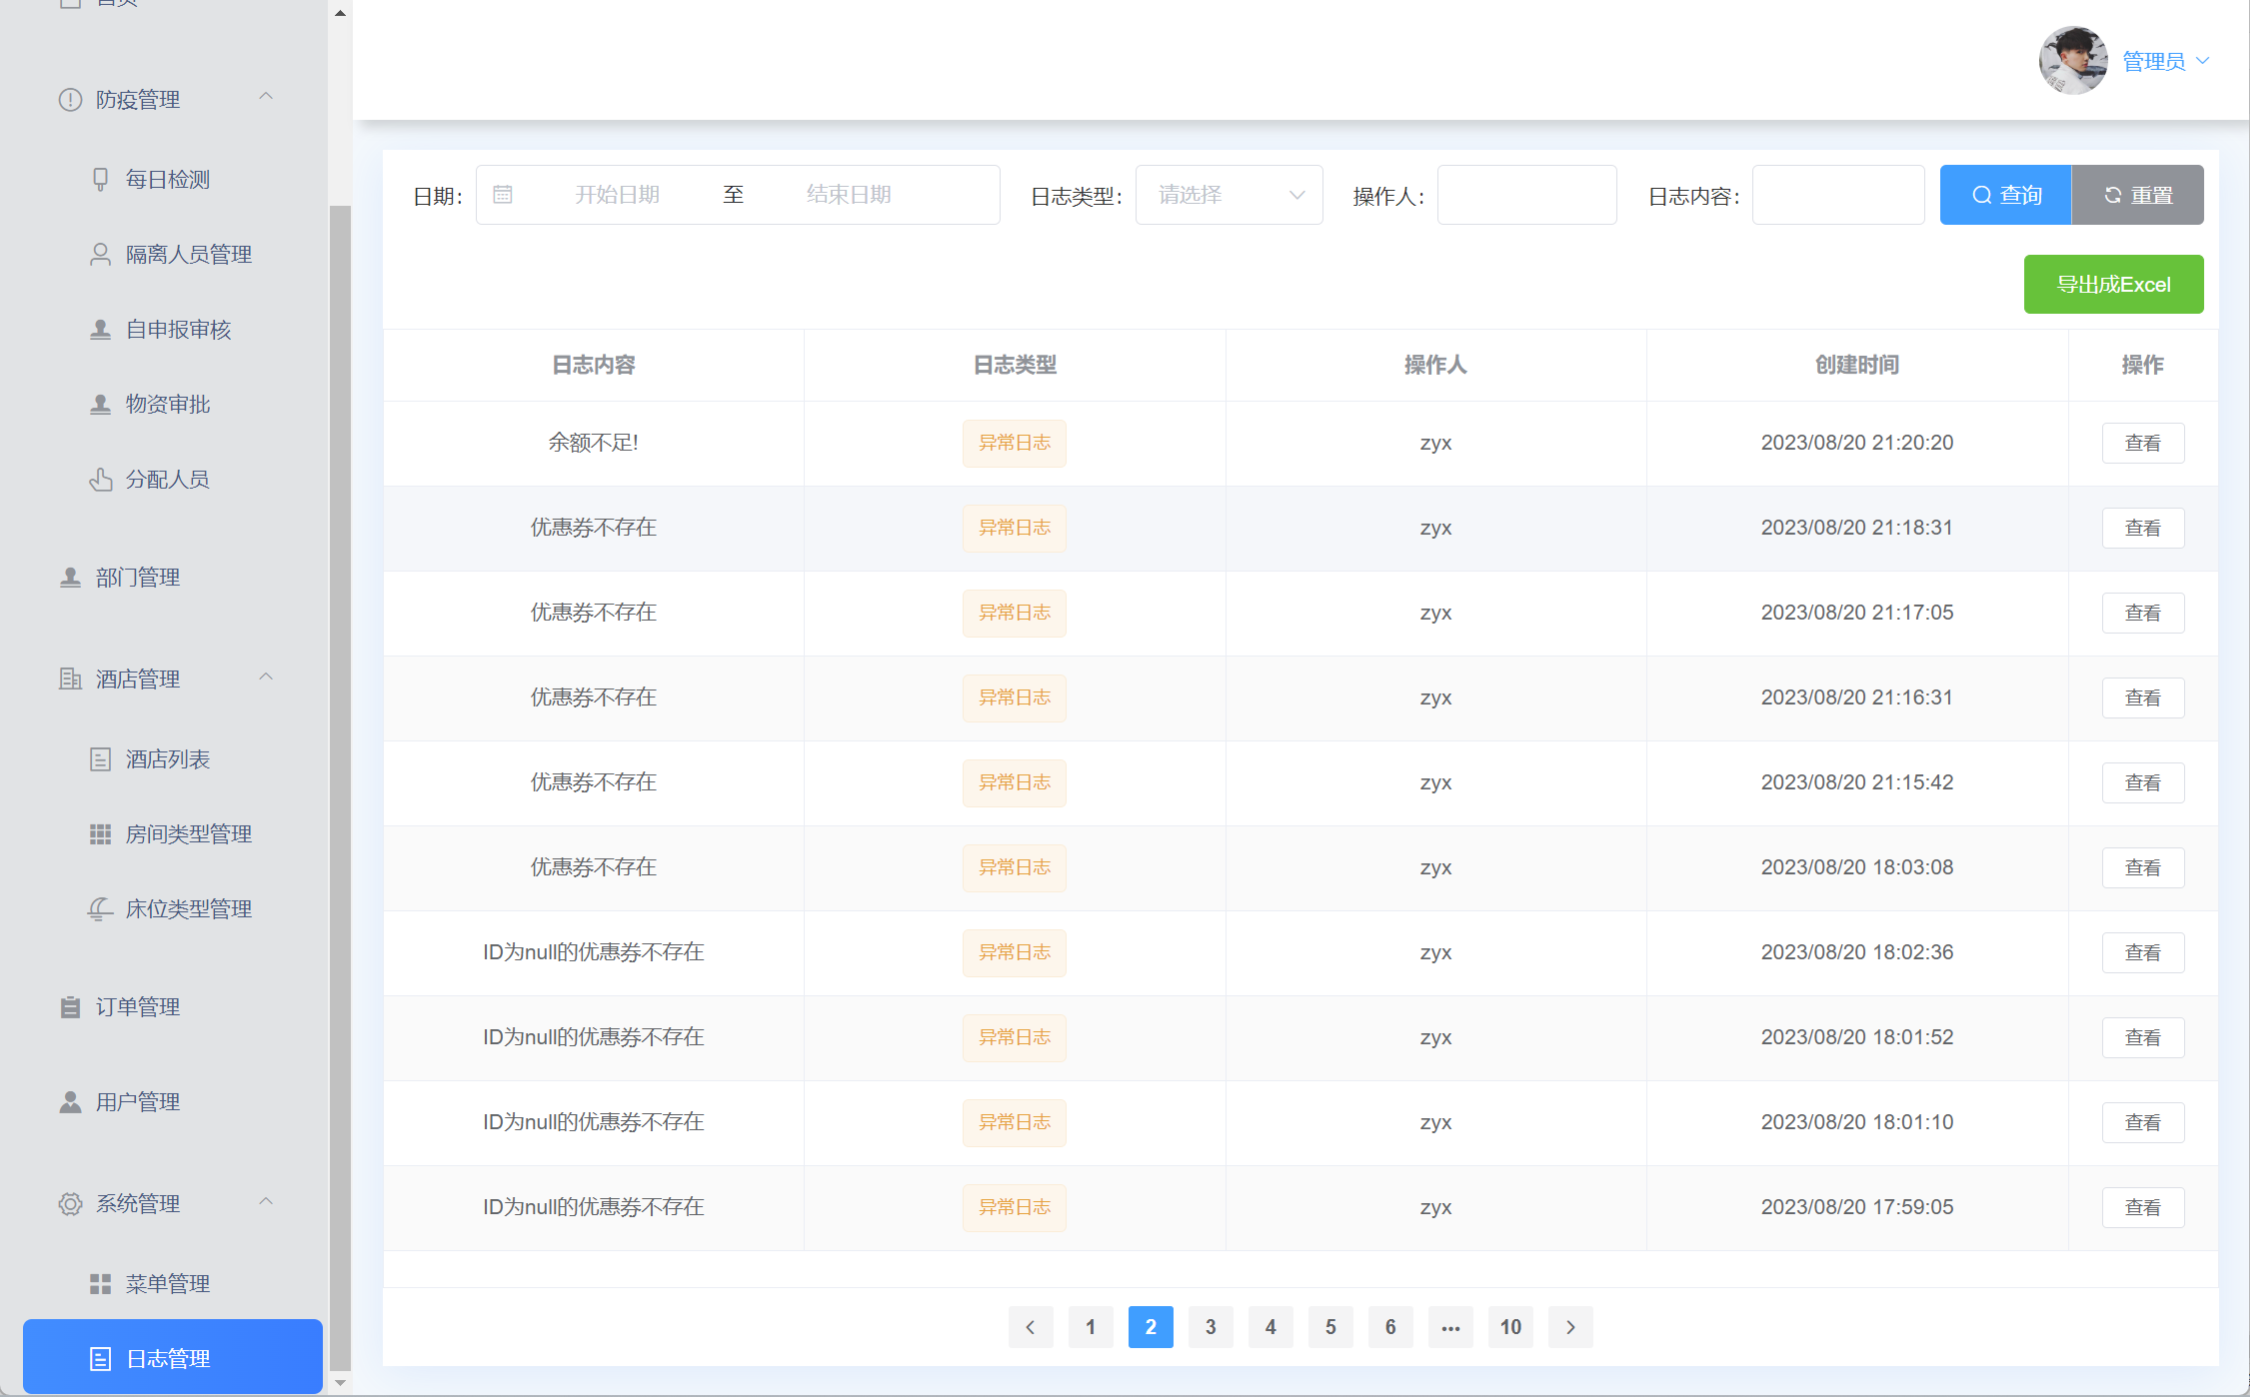 首页
防疫管理
每日检测
隔离人员管理
自申报审核
物资审批
分配人员
部门管理
酒店管理
酒店列表
房间类型管理
床位类型管理
订单管理
用户管理
系统管理
菜单管理
日志管理
管理员
日期: 开始日期 至 结束日期 日志类型: 请选择 操作人: 日志内容: 查询 重置
导出成Excel
日志内容 日志类型 操作人 创建时间 操作
余额不足! 异常日志 zyx 2023/08/20 21:20:20 查看
优惠券不存在 异常日志 zyx 2023/08/20 21:18:31 查看
优惠券不存在 异常日志 zyx 2023/08/20 21:17:05 查看
优惠券不存在 异常日志 zyx 2023/08/20 21:16:31 查看
优惠券不存在 异常日志 zyx 2023/08/20 21:15:42 查看
优惠券不存在 异常日志 zyx 2023/08/20 18:03:08 查看
ID为null的优惠券不存在 异常日志 zyx 2023/08/20 18:02:36 查看
ID为null的优惠券不存在 异常日志 zyx 2023/08/20 18:01:52 查看
ID为null的优惠券不存在 异常日志 zyx 2023/08/20 18:01:10 查看
ID为null的优惠券不存在 异常日志 zyx 2023/08/20 17:59:05 查看
1 2 3 4 5 6 ••• 10